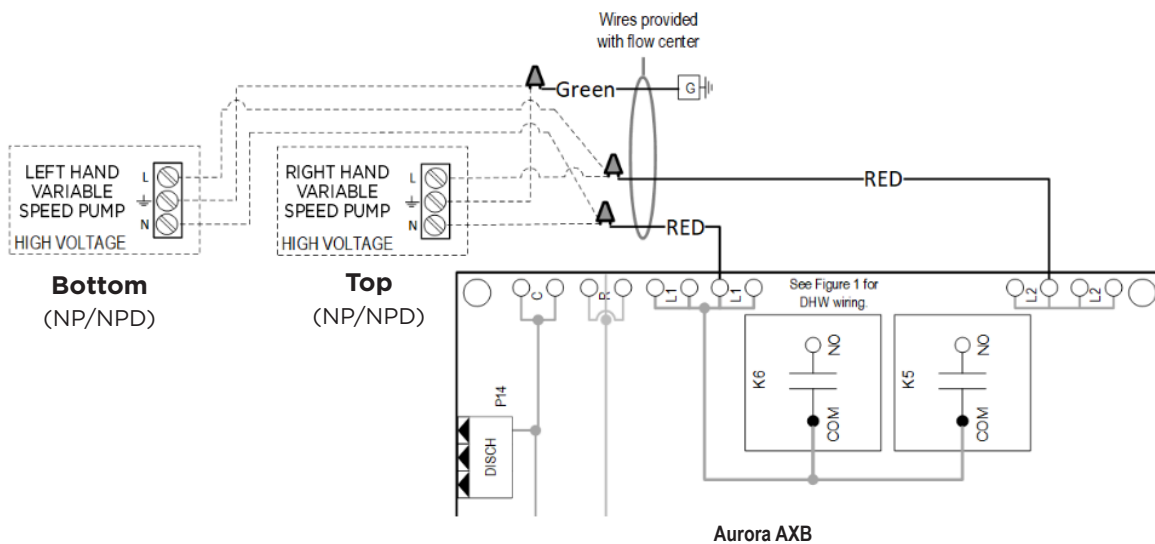 Wires provided
with flow center
Green
G
LEFT HAND
VARIABLE
SPEED PUMP
HIGH VOLTAGE
L
N
RIGHT HAND
VARIABLE
SPEED PUMP
HIGH VOLTAGE
L
N
RED
RED
Bottom
(NP/NPD)
Top
(NP/NPD)
C
R
L1
L1
See Figure 1 for
DHW wiring.
L2
L2
K6
NO
COM
K5
NO
COM
P14
DISCH
Aurora AXB